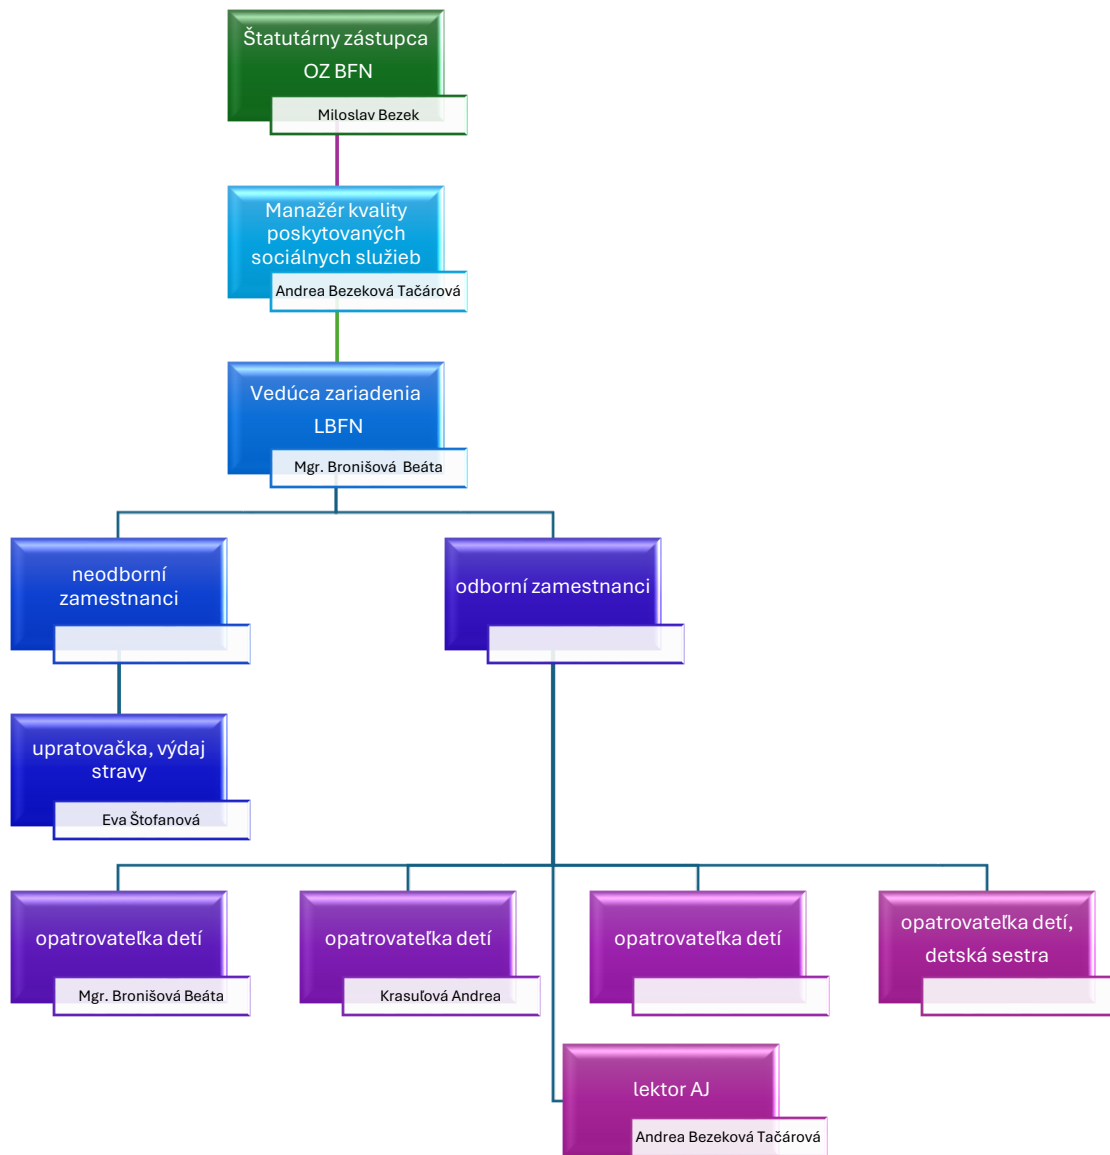 Štatutárny zástupca
OZ BFN
Miloslav Bezek
Manažér kvality
poskytovaných
sociálnych služieb
Andrea Bezeková Tačárová
Vedúca zariadenia
LBFN
Mgr. Bronišová  Beáta
neodborní
zamestnanci
odborní zamestnanci
upratovačka, výdaj
stravy
Eva Štofanová
opatrovateľka detí
Mgr. Bronišová Beáta
opatrovateľka detí
Krasuľová Andrea
opatrovateľka detí
opatrovateľka detí,
detská sestra
lektor AJ
Andrea Bezeková Tačárová